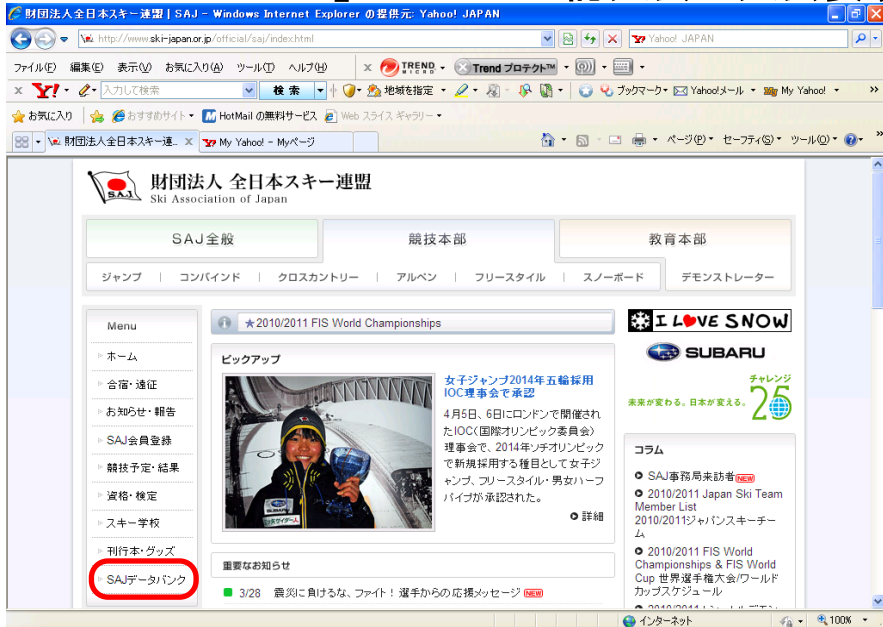 財団法人全日本スキー連盟 | SAJ - Windows Internet Explorer の提供元: Yahoo! JAPAN
http://www.ski-japan.or.jp/official/saj/index.html
Yahoo! JAPAN
ファイル(F) 編集(E) 表示(V) お気に入り(A) ツール(T) ヘルプ(H)
x TREND MICRO Trend プロテクト™
x Y! 入力して検索 検索 地域を指定 ブックマーク Yahoo!メール My Yahoo! »
お気に入り おすすめサイト HotMail の無料サービス Web スライス ギャラリー
財団法人全日本スキー連... x My Yahoo! - Myページ
ページ(P) セーフティ(S) ツール(O) »
S.A.J.
財団法人 全日本スキー連盟
Ski Association of Japan
SAJ全般 競技本部 教育本部
ジャンプ | コンバインド | クロスカントリー | アルペン | フリースタイル | スノーボード デモンストレーター
Menu
ホーム
合宿・遠征
お知らせ・報告
SAJ会員登録
競技予定・結果
資格・検定
スキー学校
刊行本・グッズ
SAJデータバンク
★2010/2011 FIS World Championships
ピックアップ
女子ジャンプ2014年五輪採用
IOC理事会で承認
4月5日、6日にロンドンで開催され
たIOC(国際オリンピック委員会)
理事会で、2014年ソチオリンピック
で新規採用する種目として女子ジ
ャンプ、フリースタイル・男女ハーフ
パイプが承認された。
詳細
重要なお知らせ
3/28 震災に負けるな、ファイト！ 選手からの応援メッセージ NEW
I L♥VE SNOW
SUBARU
チャレンジ
未来が変わる。日本が変える。 25
コラム
SAJ事務局来訪者 NEW
2010/2011 Japan Ski Team
Member List
2010/2011ジャパンスキーチー
ム
2010/2011 FIS World
Championships & FIS World
Cup 世界選手権大会/ワールド
カップスケジュール
インターネット 100%